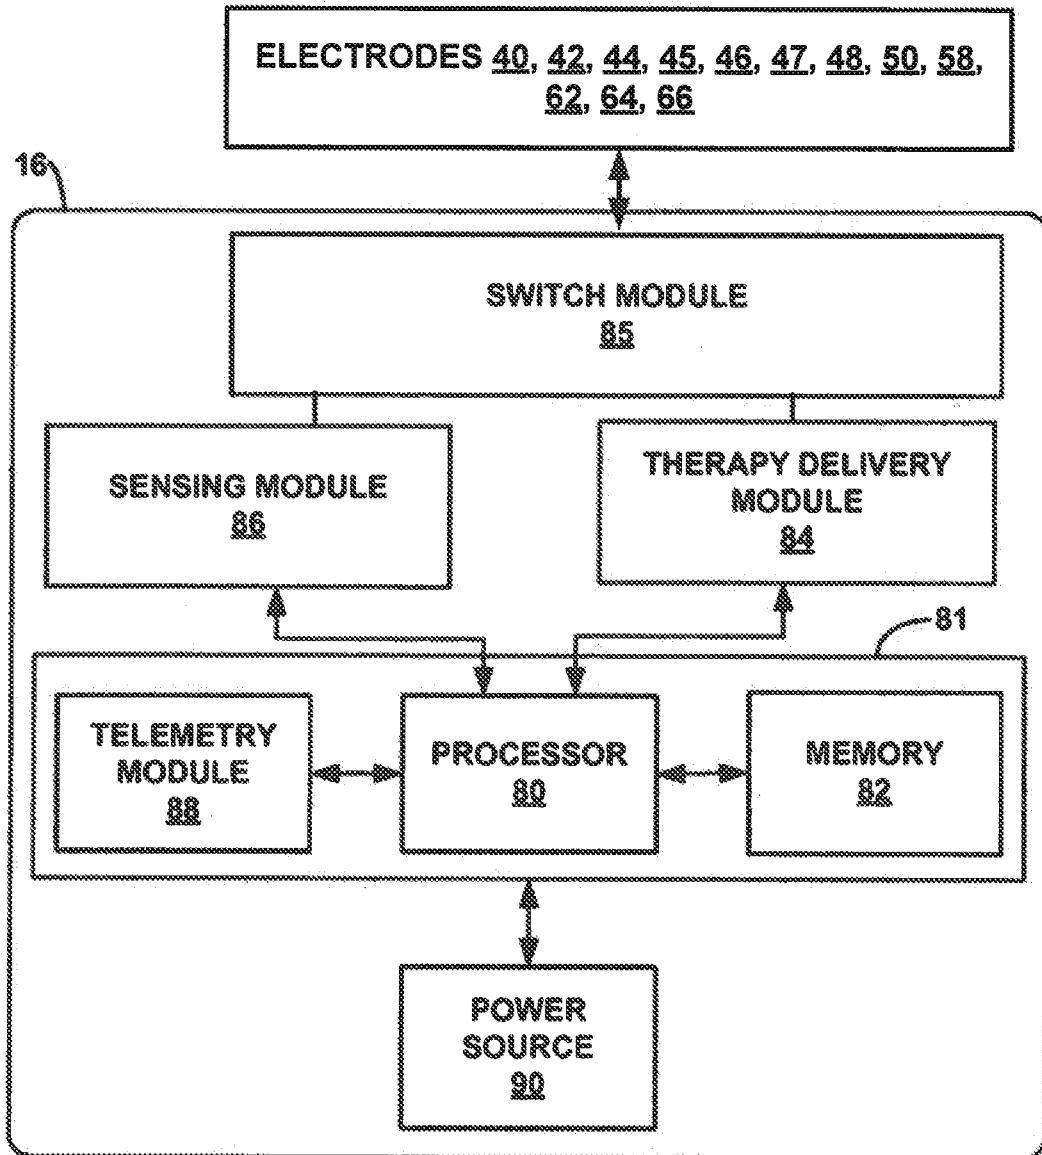 ELECTRODES 40, 42, 44, 45, 46, 47, 48, 50, 58,
62, 64, 66
16
SWITCH MODULE
85
SENSING MODULE
86
THERAPY DELIVERY
MODULE
84
81
TELEMETRY
MODULE
88
PROCESSOR
80
MEMORY
82
POWER
SOURCE
90